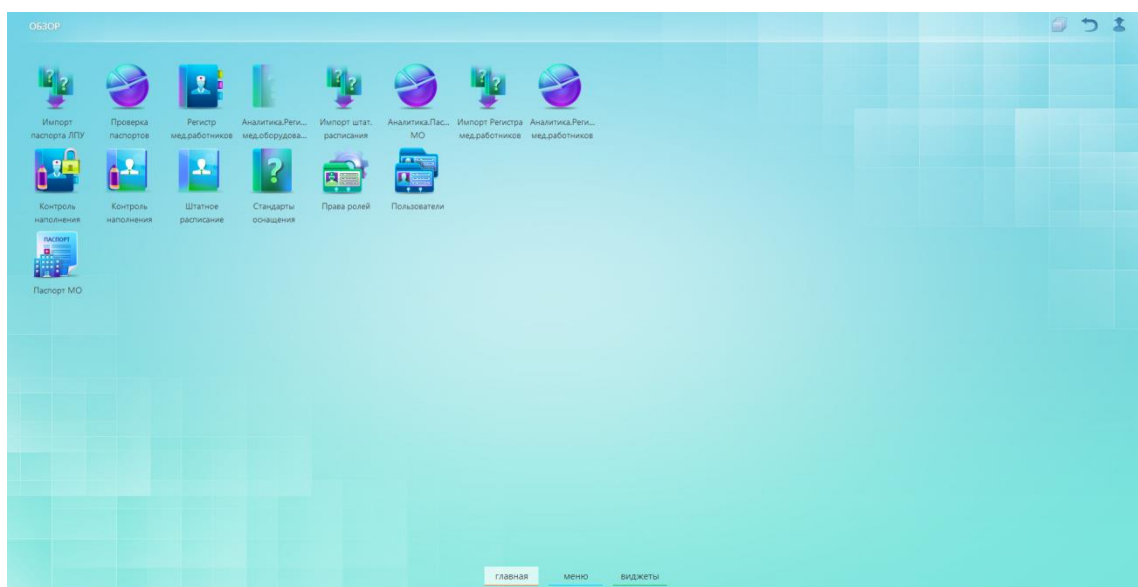 ОБЗОР
Импорт
паспорта ЛПУ
Проверка
паспортов
Регистр
мед.работников
Аналитика.Реги...
мед.оборудова...
Импорт штат.
расписания
Аналитика.Пас...
МО
Импорт Регистра
мед.работников
Аналитика.Реги...
мед.работников
Контроль
наполнения
Контроль
наполнения
Штатное
расписание
Стандарты
оснащения
Права ролей
Пользователи
ПАСПОРТ
Паспорт МО
главная
меню
виджеты